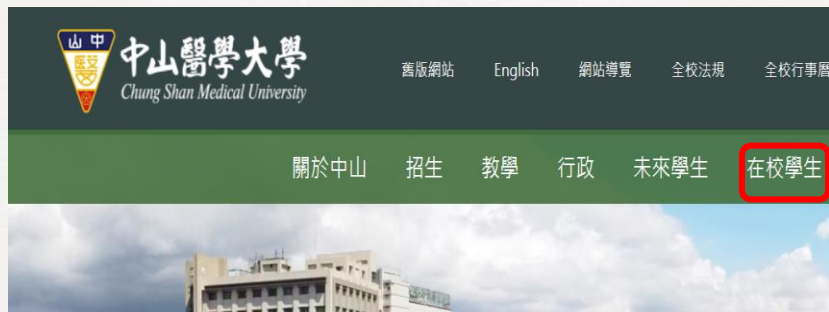 中山
醫
中山醫學大學
Chung Shan Medical University
舊版網站 English 網站導覽 全校法規 全校行事曆
關於中山 招生 教學 行政 未來學生 在校學生